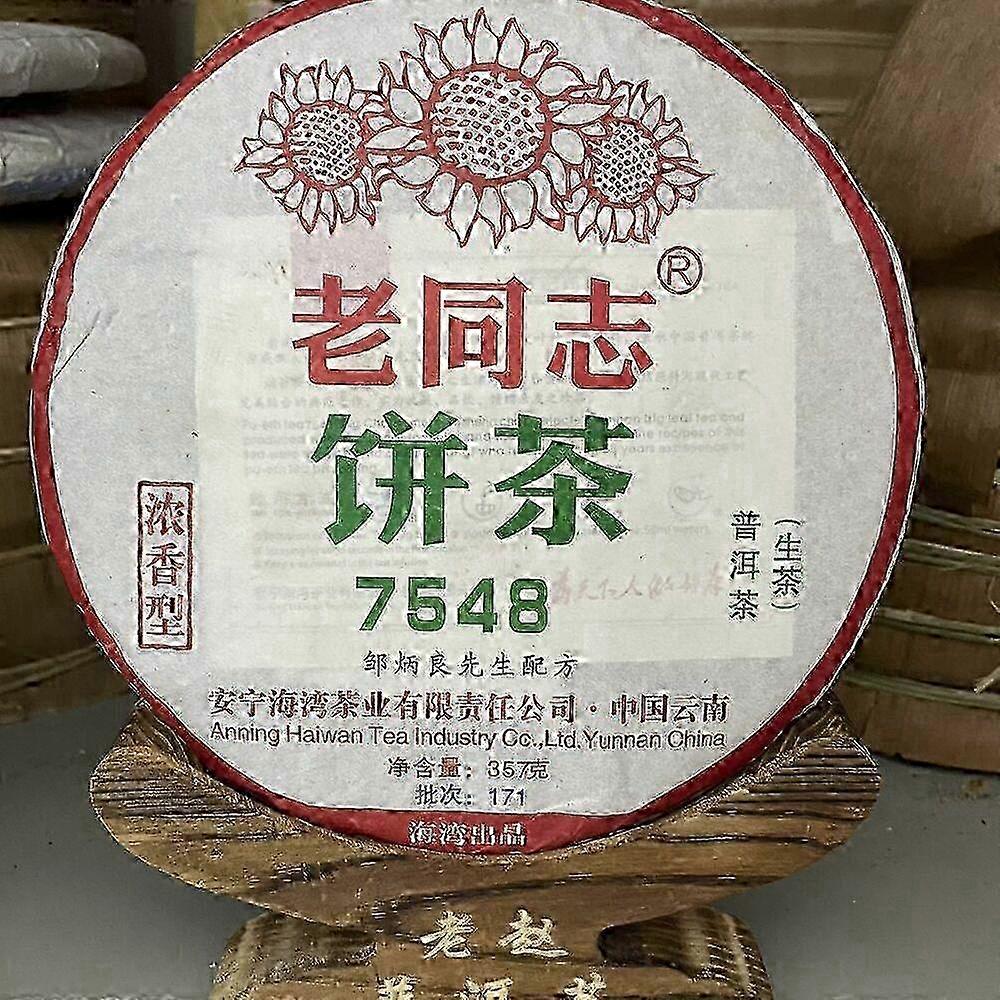 老同志®
饼茶
7548
浓香型
普洱茶
(生茶)
邹炳良先生配方
安宁海湾茶业有限责任公司·中国云南
Anning Haiwan Tea Industry Co.,Ltd.Yunnan China
净含量：357克
批次：171
海湾出品
老赵